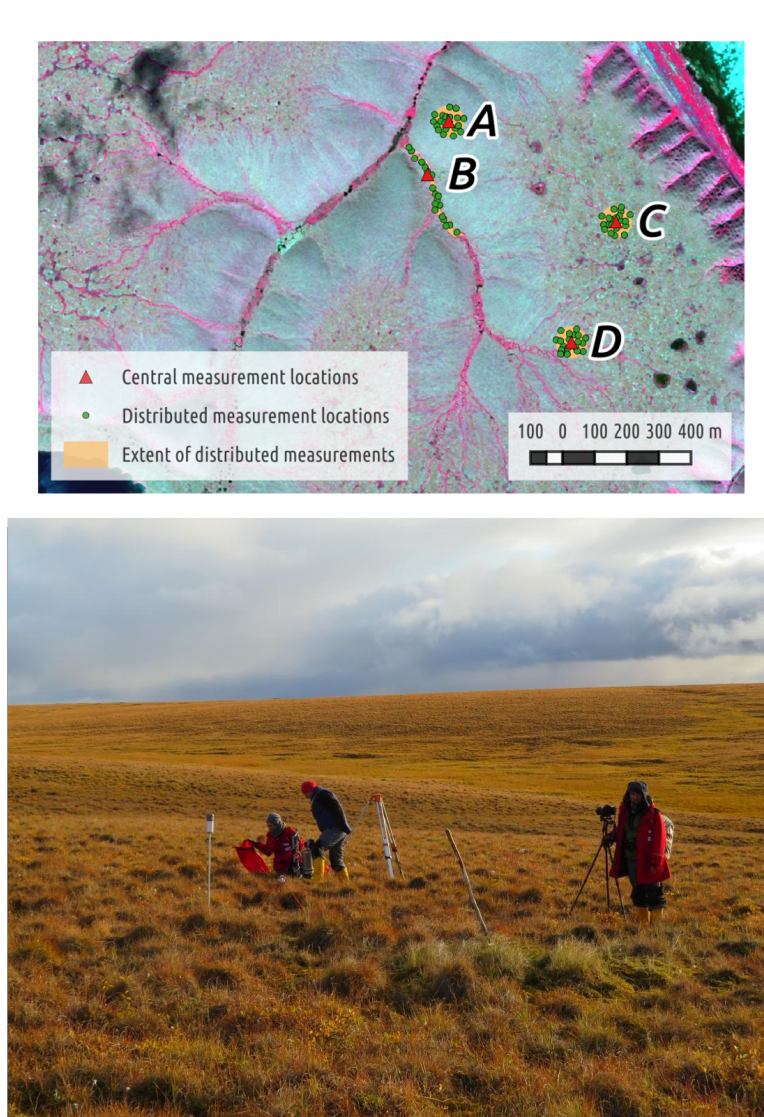 A
B
C
D
Central measurement locations
Distributed measurement locations
Extent of distributed measurements
100 0 100 200 300 400 m